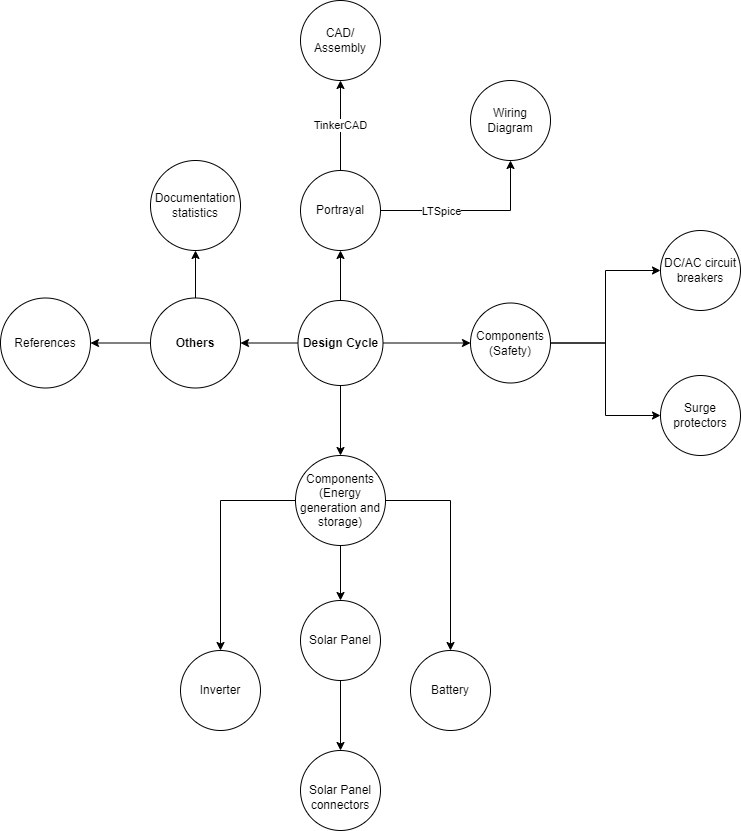 CAD/
Assembly
TinkerCAD
Wiring
Diagram
Documentation
statistics
Portrayal
LTSpice
DC/AC circuit
breakers
References
Others
Design Cycle
Components
(Safety)
Surge
protectors
Components
(Energy
generation and
storage)
Solar Panel
Inverter
Battery
Solar Panel
connectors